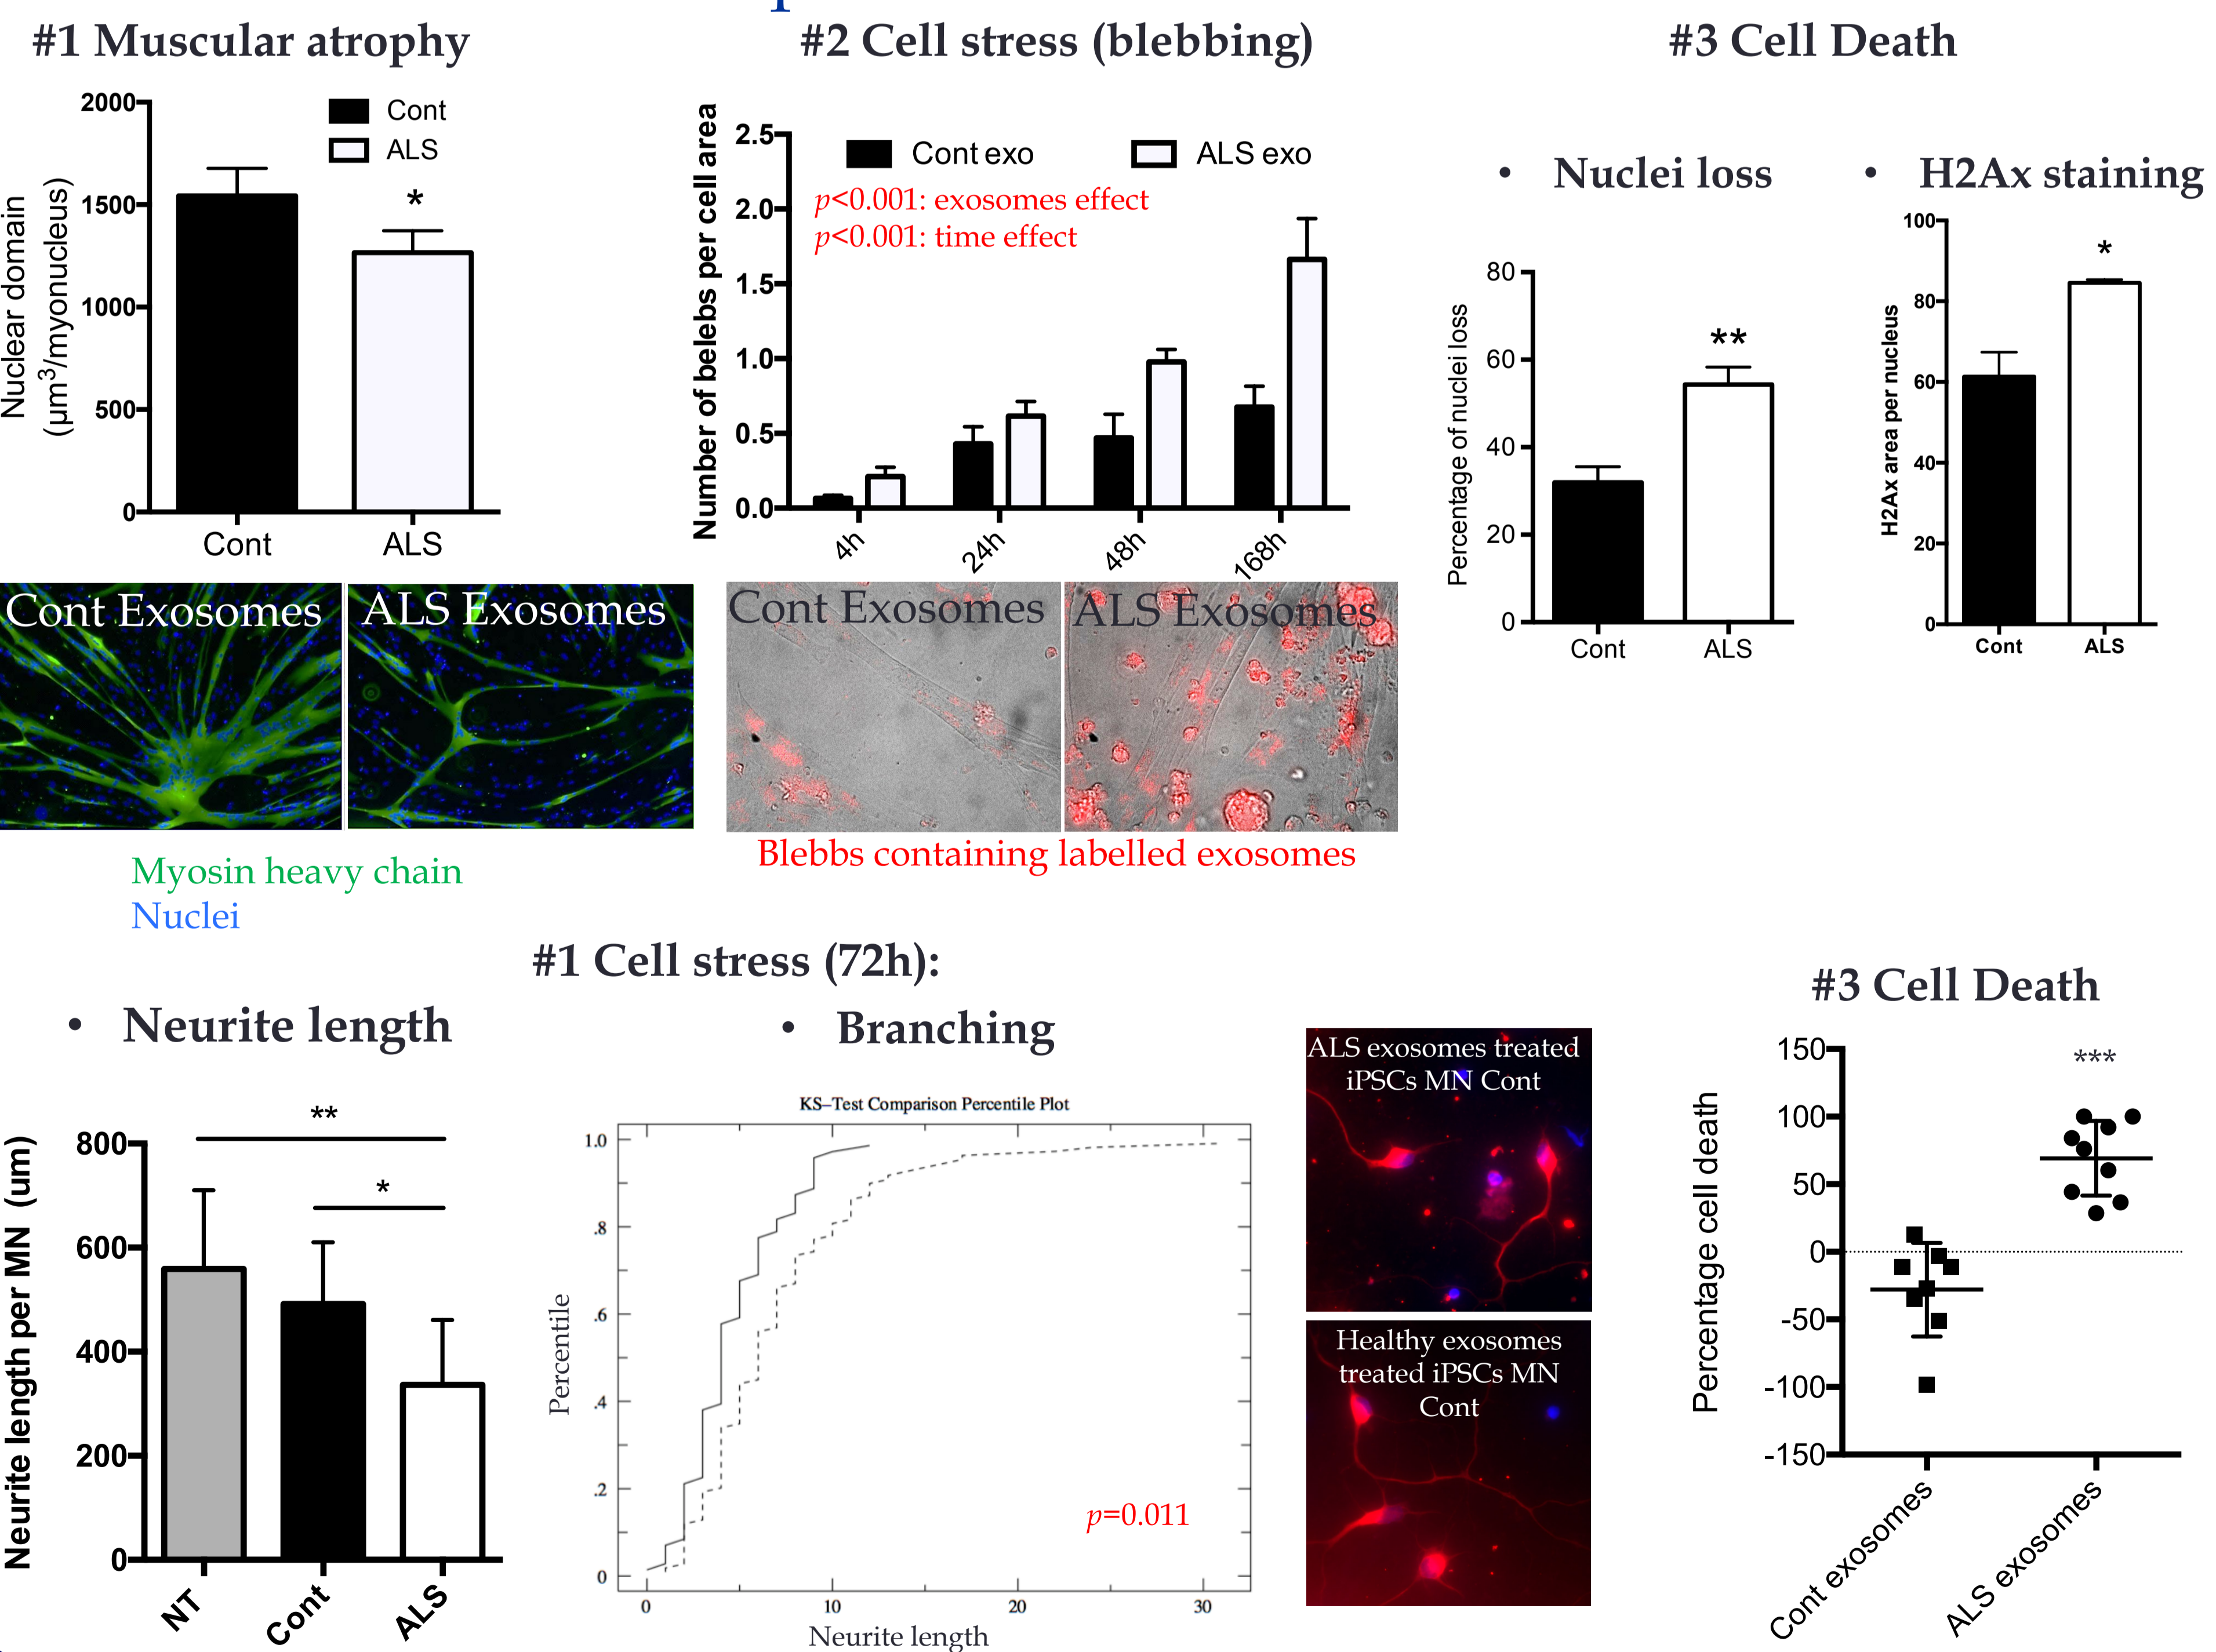 #1 Muscular atrophy
#2 Cell stress (blebbing)
#3 Cell Death
Nuclear domain
(µm³/myonucleus)
2000
1500
1000
500
0
Cont
ALS
*
Cont
ALS
Number of belebs per cell area
2.5
2.0
1.5
1.0
0.5
0.0
Cont exo
ALS exo
p<0.001: exosomes effect
p<0.001: time effect
4h
24h
48h
168h
• Nuclei loss
Percentage of nuclei loss
80
60
40
20
0
**
Cont
ALS
• H2Ax staining
H2Ax area per nucleus
100
80
60
40
20
0
*
Cont
ALS
Cont Exosomes
ALS Exosomes
Myosin heavy chain
Nuclei
Cont Exosomes
ALS Exosomes
Blebbs containing labelled exosomes
#1 Cell stress (72h):
• Neurite length
Neurite length per MN (um)
800
600
400
200
0
**
*
NT
Cont
ALS
• Branching
KS–Test Comparison Percentile Plot
Percentile
1.0
.8
.6
.4
.2
0
p=0.011
0
10
20
30
Neurite length
ALS exosomes treated
iPSCs MN Cont
Healthy exosomes
treated iPSCs MN
Cont
#3 Cell Death
Percentage cell death
150
100
50
0
-50
-100
-150
***
Cont exosomes
ALS exosomes